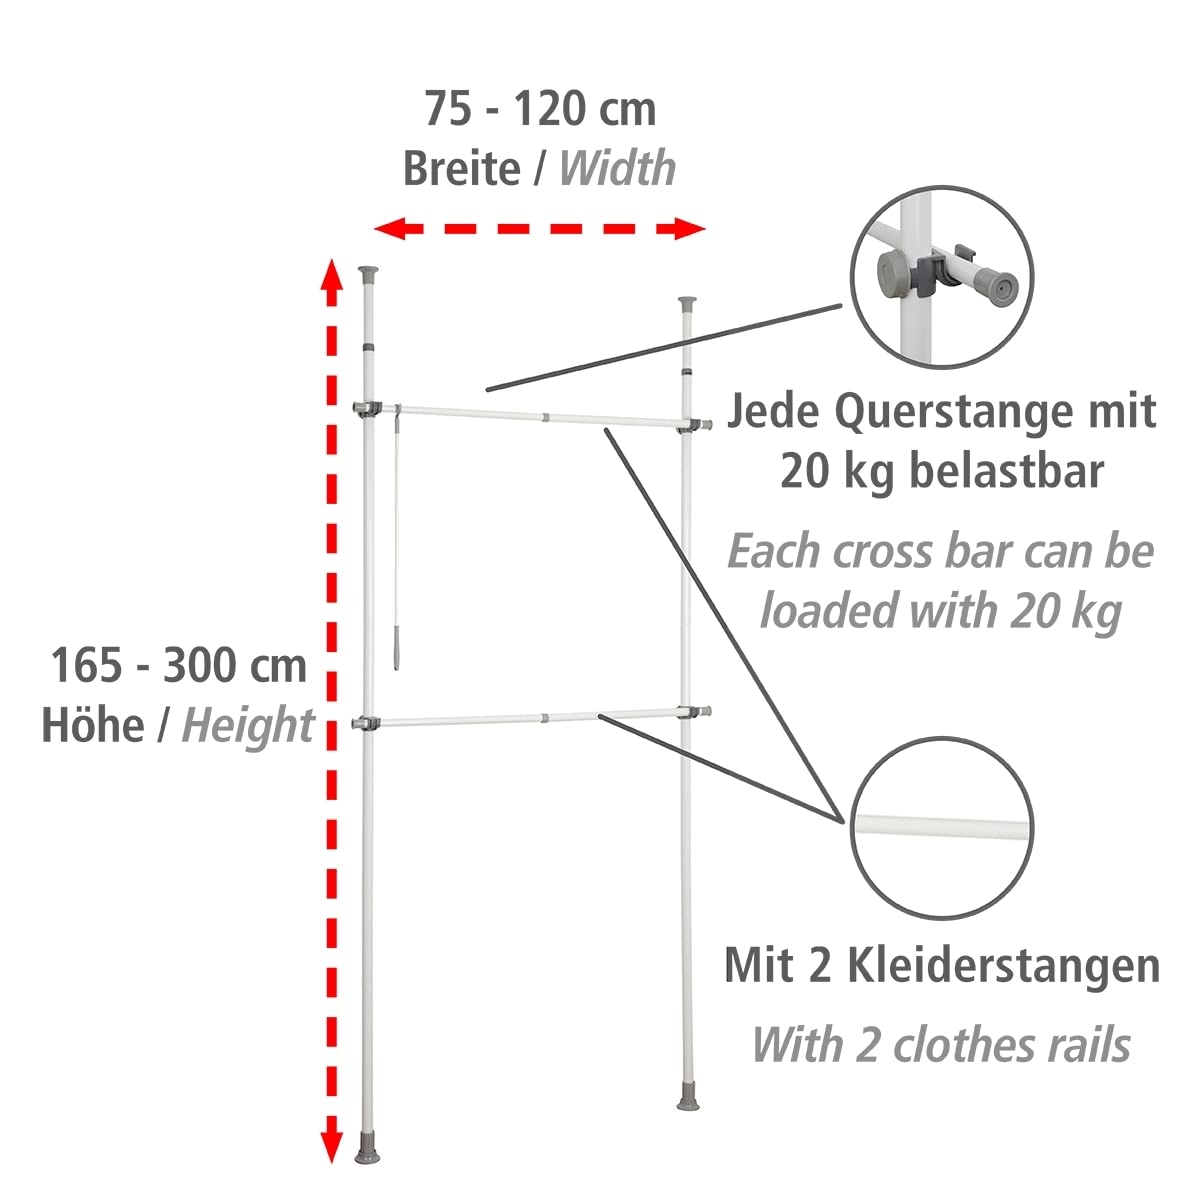 75 - 120 cm
Breite / Width
Jede Querstange mit
20 kg belastbar
Each cross bar can be
loaded with 20 kg
165 - 300 cm
Höhe / Height
Mit 2 Kleiderstangen
With 2 clothes rails